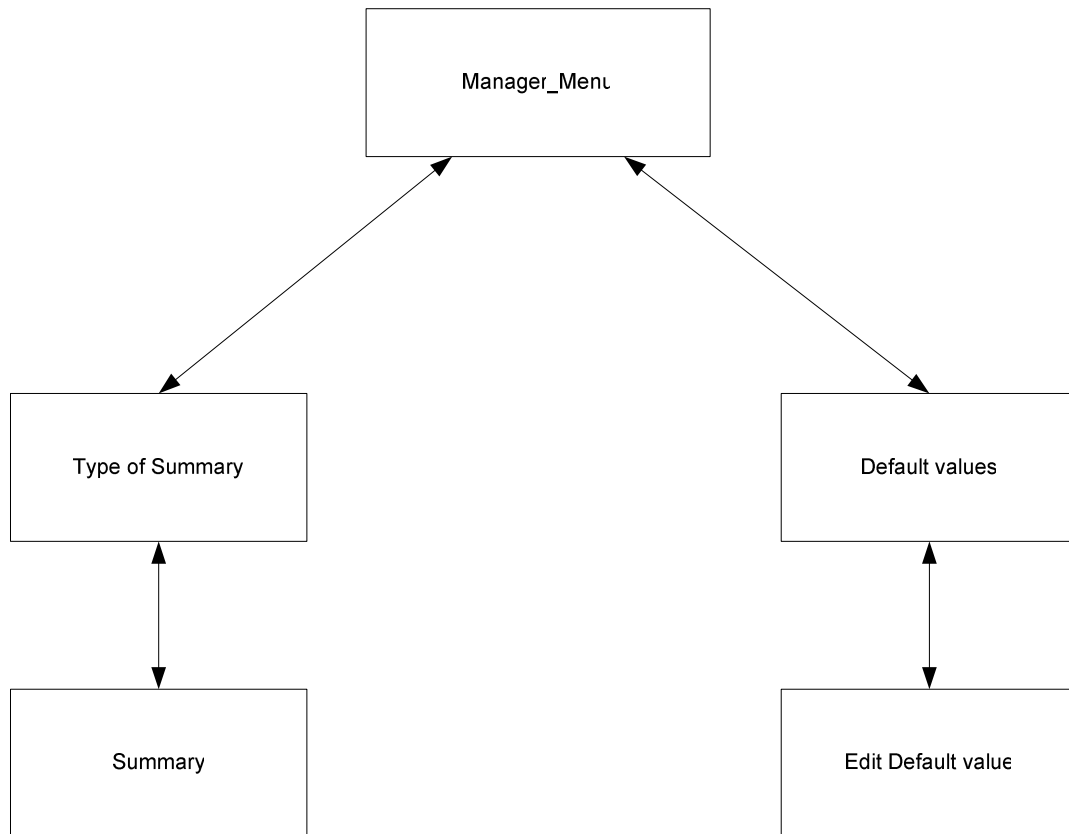 Manager_Menu
Type of Summary
Default values
Summary
Edit Default value